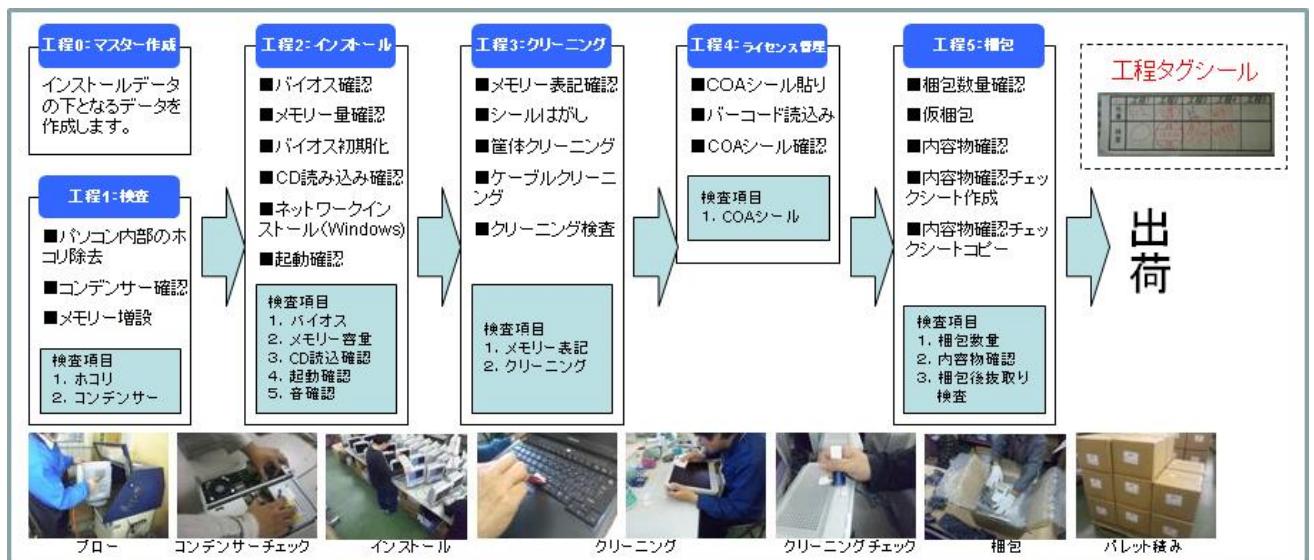 工程0:マスター作成
インストールデータ
の下となるデータを
作成します。
工程1:検査
■パソコン内部のホ
コリ除去
■コンデンサー確認
■メモリー増設
検査項目
1. ホコリ
2. コンデンサー
工程2:インストール
■バイオス確認
■メモリー量確認
■バイオス初期化
■CD読み込み確認
■ネットワークイン
ストール(Windows)
■起動確認
検査項目
1. バイオス
2. メモリー容量
3. CD読込確認
4. 起動確認
5. 音確認
工程3:クリーニング
■メモリー表記確認
■シールはがし
■筐体クリーニング
■ケーブルクリーニ
ング
■クリーニング検査
検査項目
1. メモリー表記
2. クリーニング
工程4:ライセンス管理
■COAシール貼り
■バーコード読込み
■COAシール確認
検査項目
1. COAシール
工程5:梱包
■梱包数量確認
■仮梱包
■内容物確認
■内容物確認チェッ
クシート作成
■内容物確認チェッ
クシートコピー
検査項目
1. 梱包数量
2. 内容物確認
3. 梱包後抜取り
検査
工程タグシール
出荷
ブロー
コンデンサーチェック
インストール
クリーニング
クリーニングチェック
梱包
パレット積み